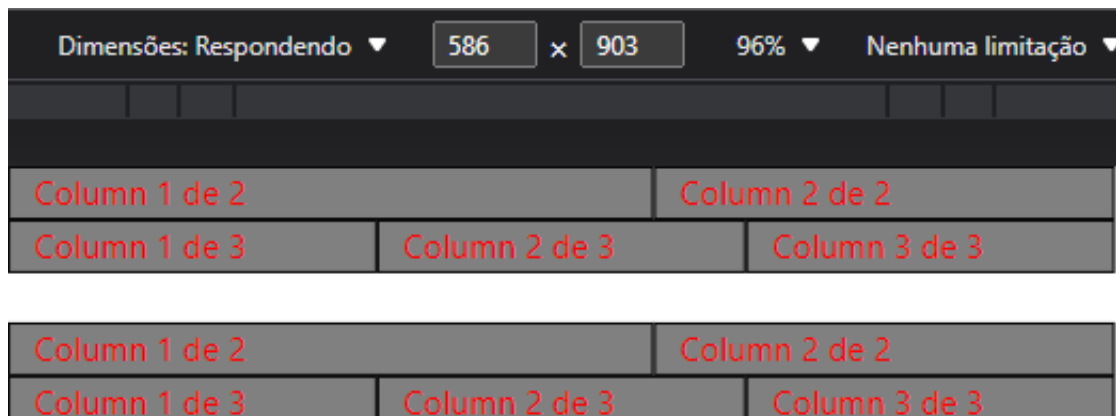 Dimensões: Respondendo ▼ 586 x 903 96% ▼ Nenhuma limitação ▼
Column 1 de 2 Column 2 de 2
Column 1 de 3 Column 2 de 3 Column 3 de 3
Column 1 de 2 Column 2 de 2
Column 1 de 3 Column 2 de 3 Column 3 de 3